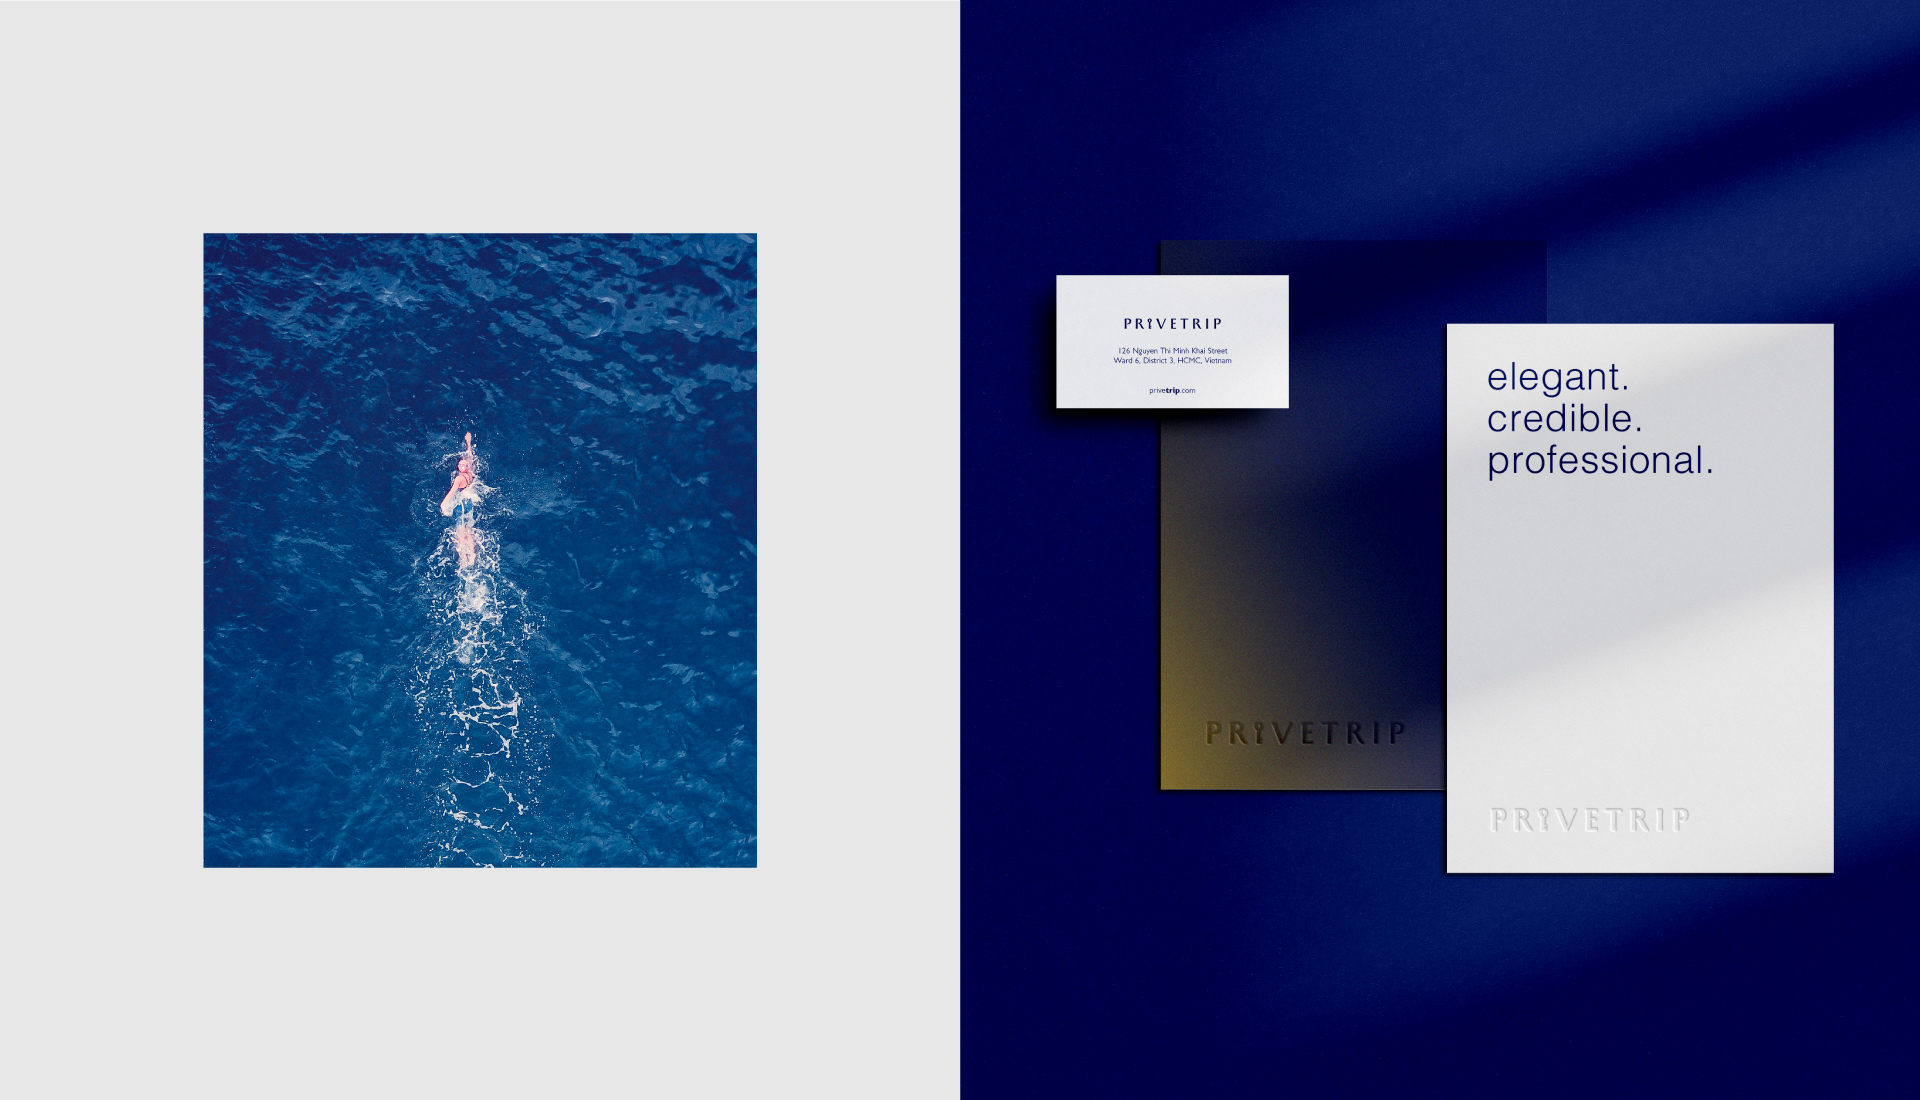 PRIVETRIP
126 Nguyen Thi Minh Khai Street
Ward 6, District 3, HCMC, Vietnam
privetrip.com
elegant.
credible.
professional.
PRIVETRIP
PRIVETRIP